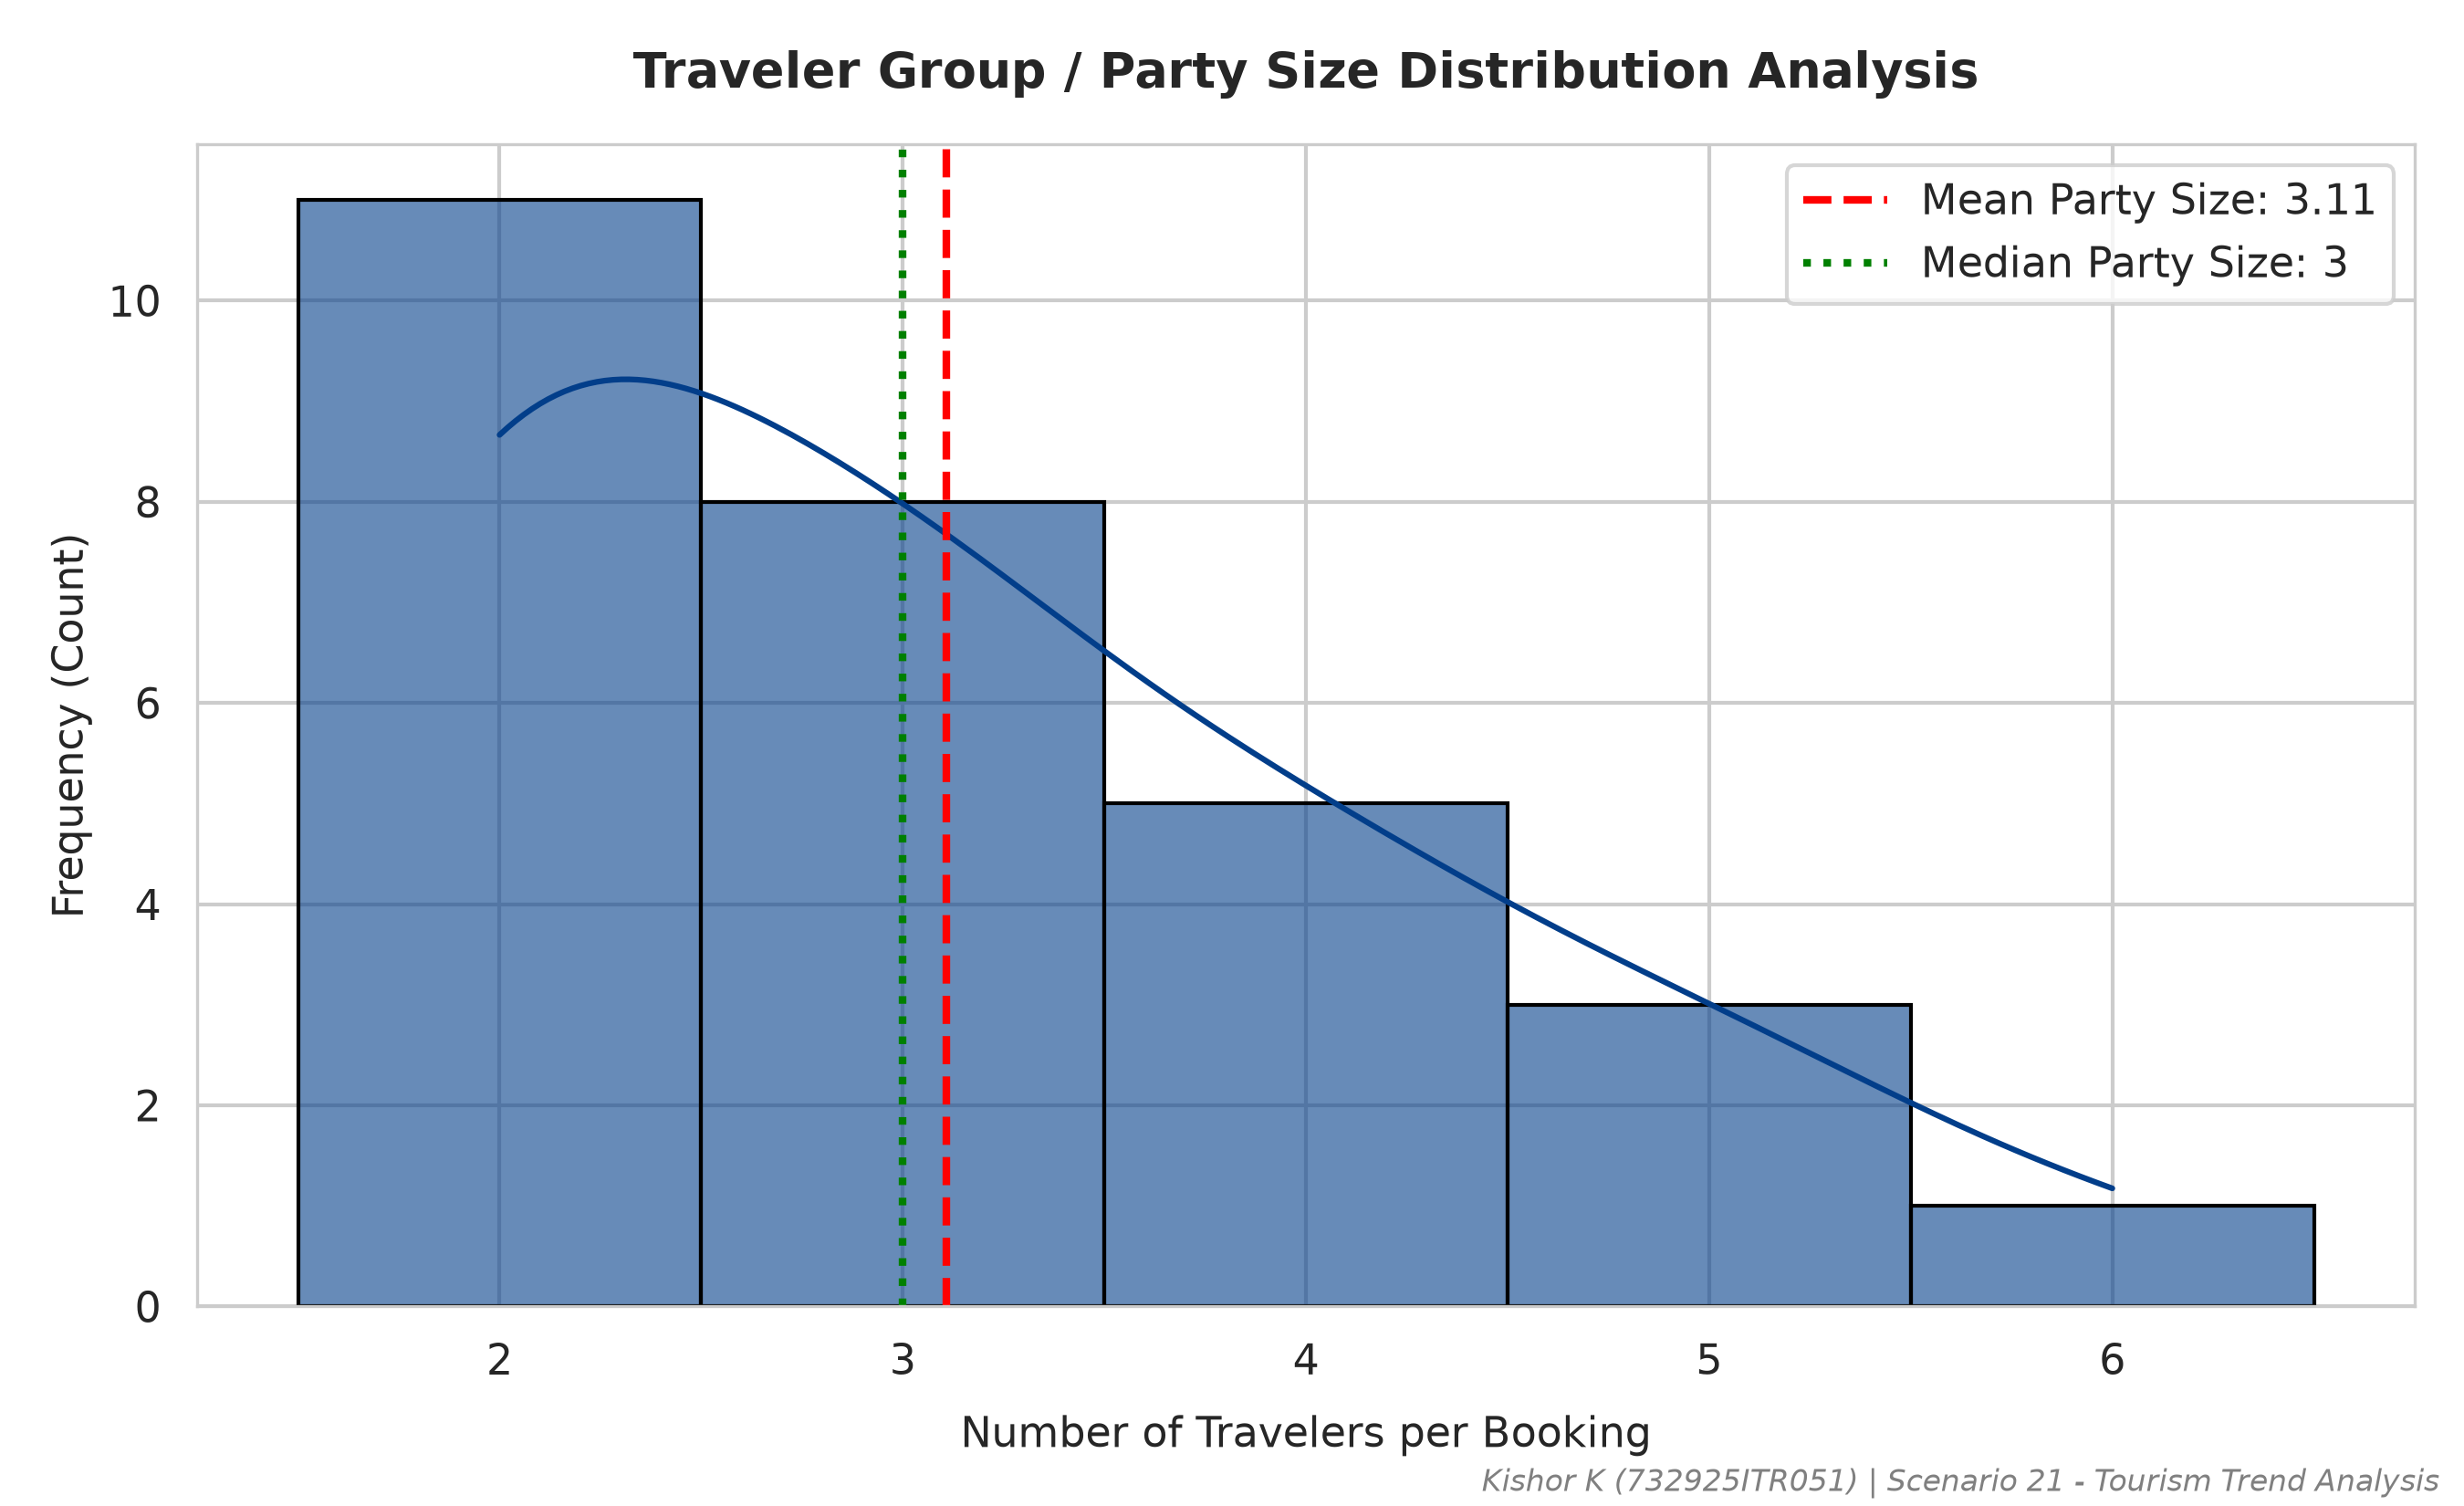 Traveler Group / Party Size Distribution Analysis
Mean Party Size: 3.11
Median Party Size: 3
Frequency (Count)
10
8
6
4
2
0
2 3 4 5 6
Number of Travelers per Booking
Kishor K (732925ITR051) | Scenario 21 - Tourism Trend Analysis